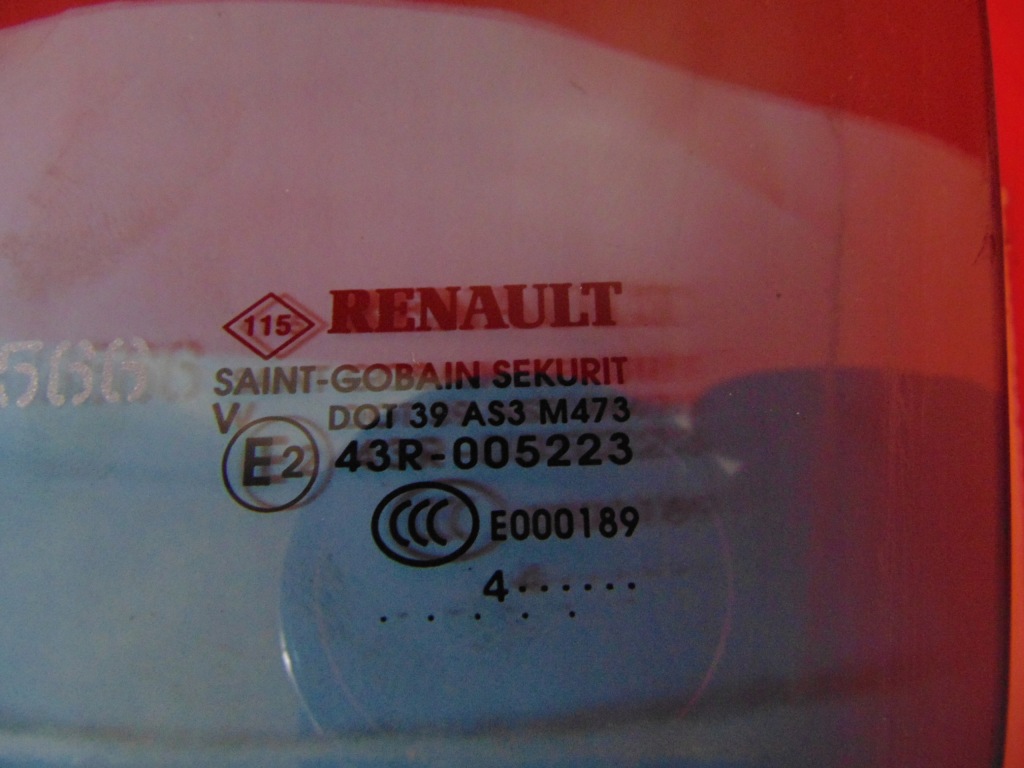 115 RENAULT
SAINT-GOBAIN SEKURIT
V DOT 39 AS3 M473
E2 43R-005223
CCC E000189
4 . . . . . .
. . . . .